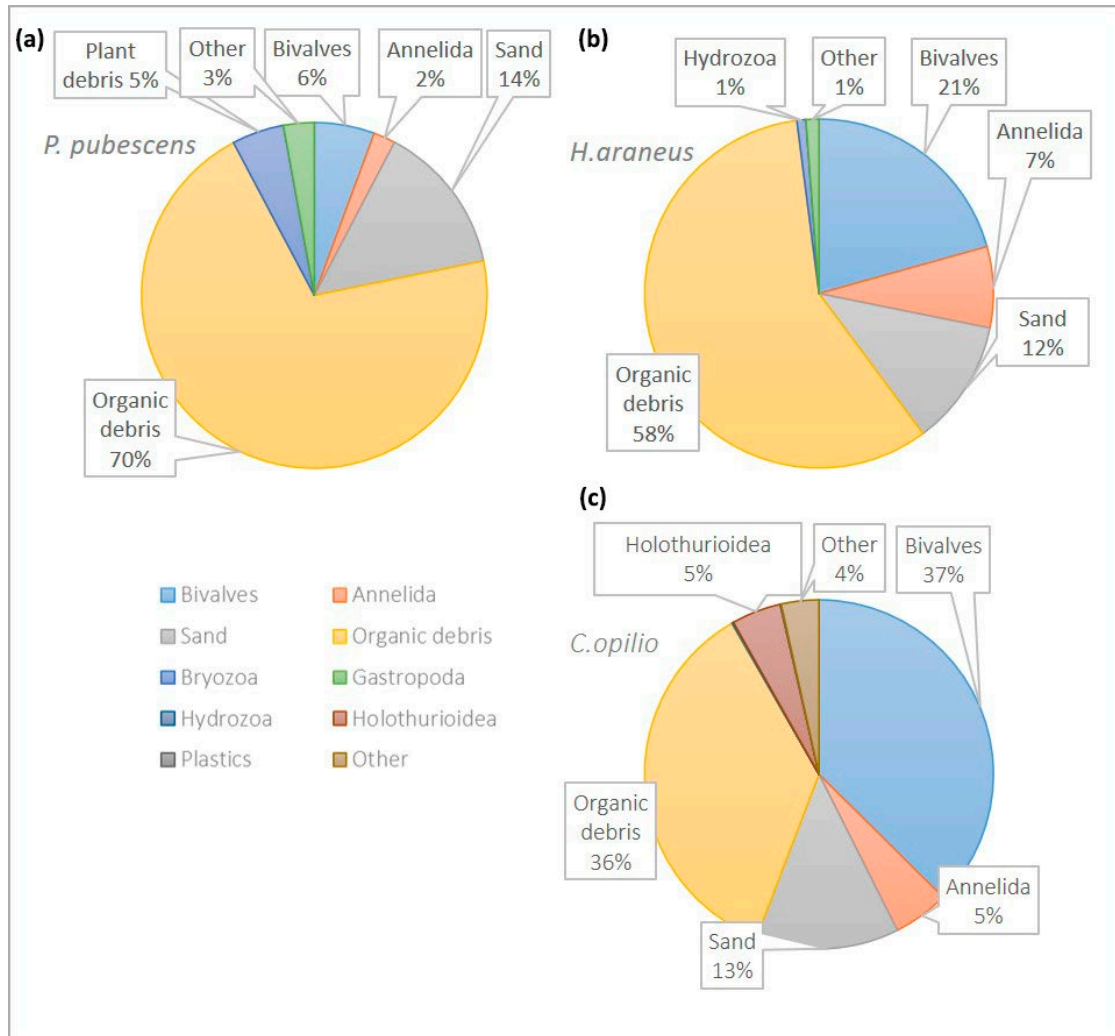 (a)
Plant
debris 5%
Other
3%
Bivalves
6%
Annelida
2%
Sand
14%
P. pubescens
Organic
debris
70%
(b)
Hydrozoa
1%
Other
1%
Bivalves
21%
Annelida
7%
H.araneus
Sand
12%
Organic
debris
58%
(c)
Holothurioidea
5%
Other
4%
Bivalves
37%
C.opilio
Organic
debris
36%
Annelida
5%
Sand
13%
Bivalves
Annelida
Sand
Organic debris
Bryozoa
Gastropoda
Hydrozoa
Holothurioidea
Plastics
Other